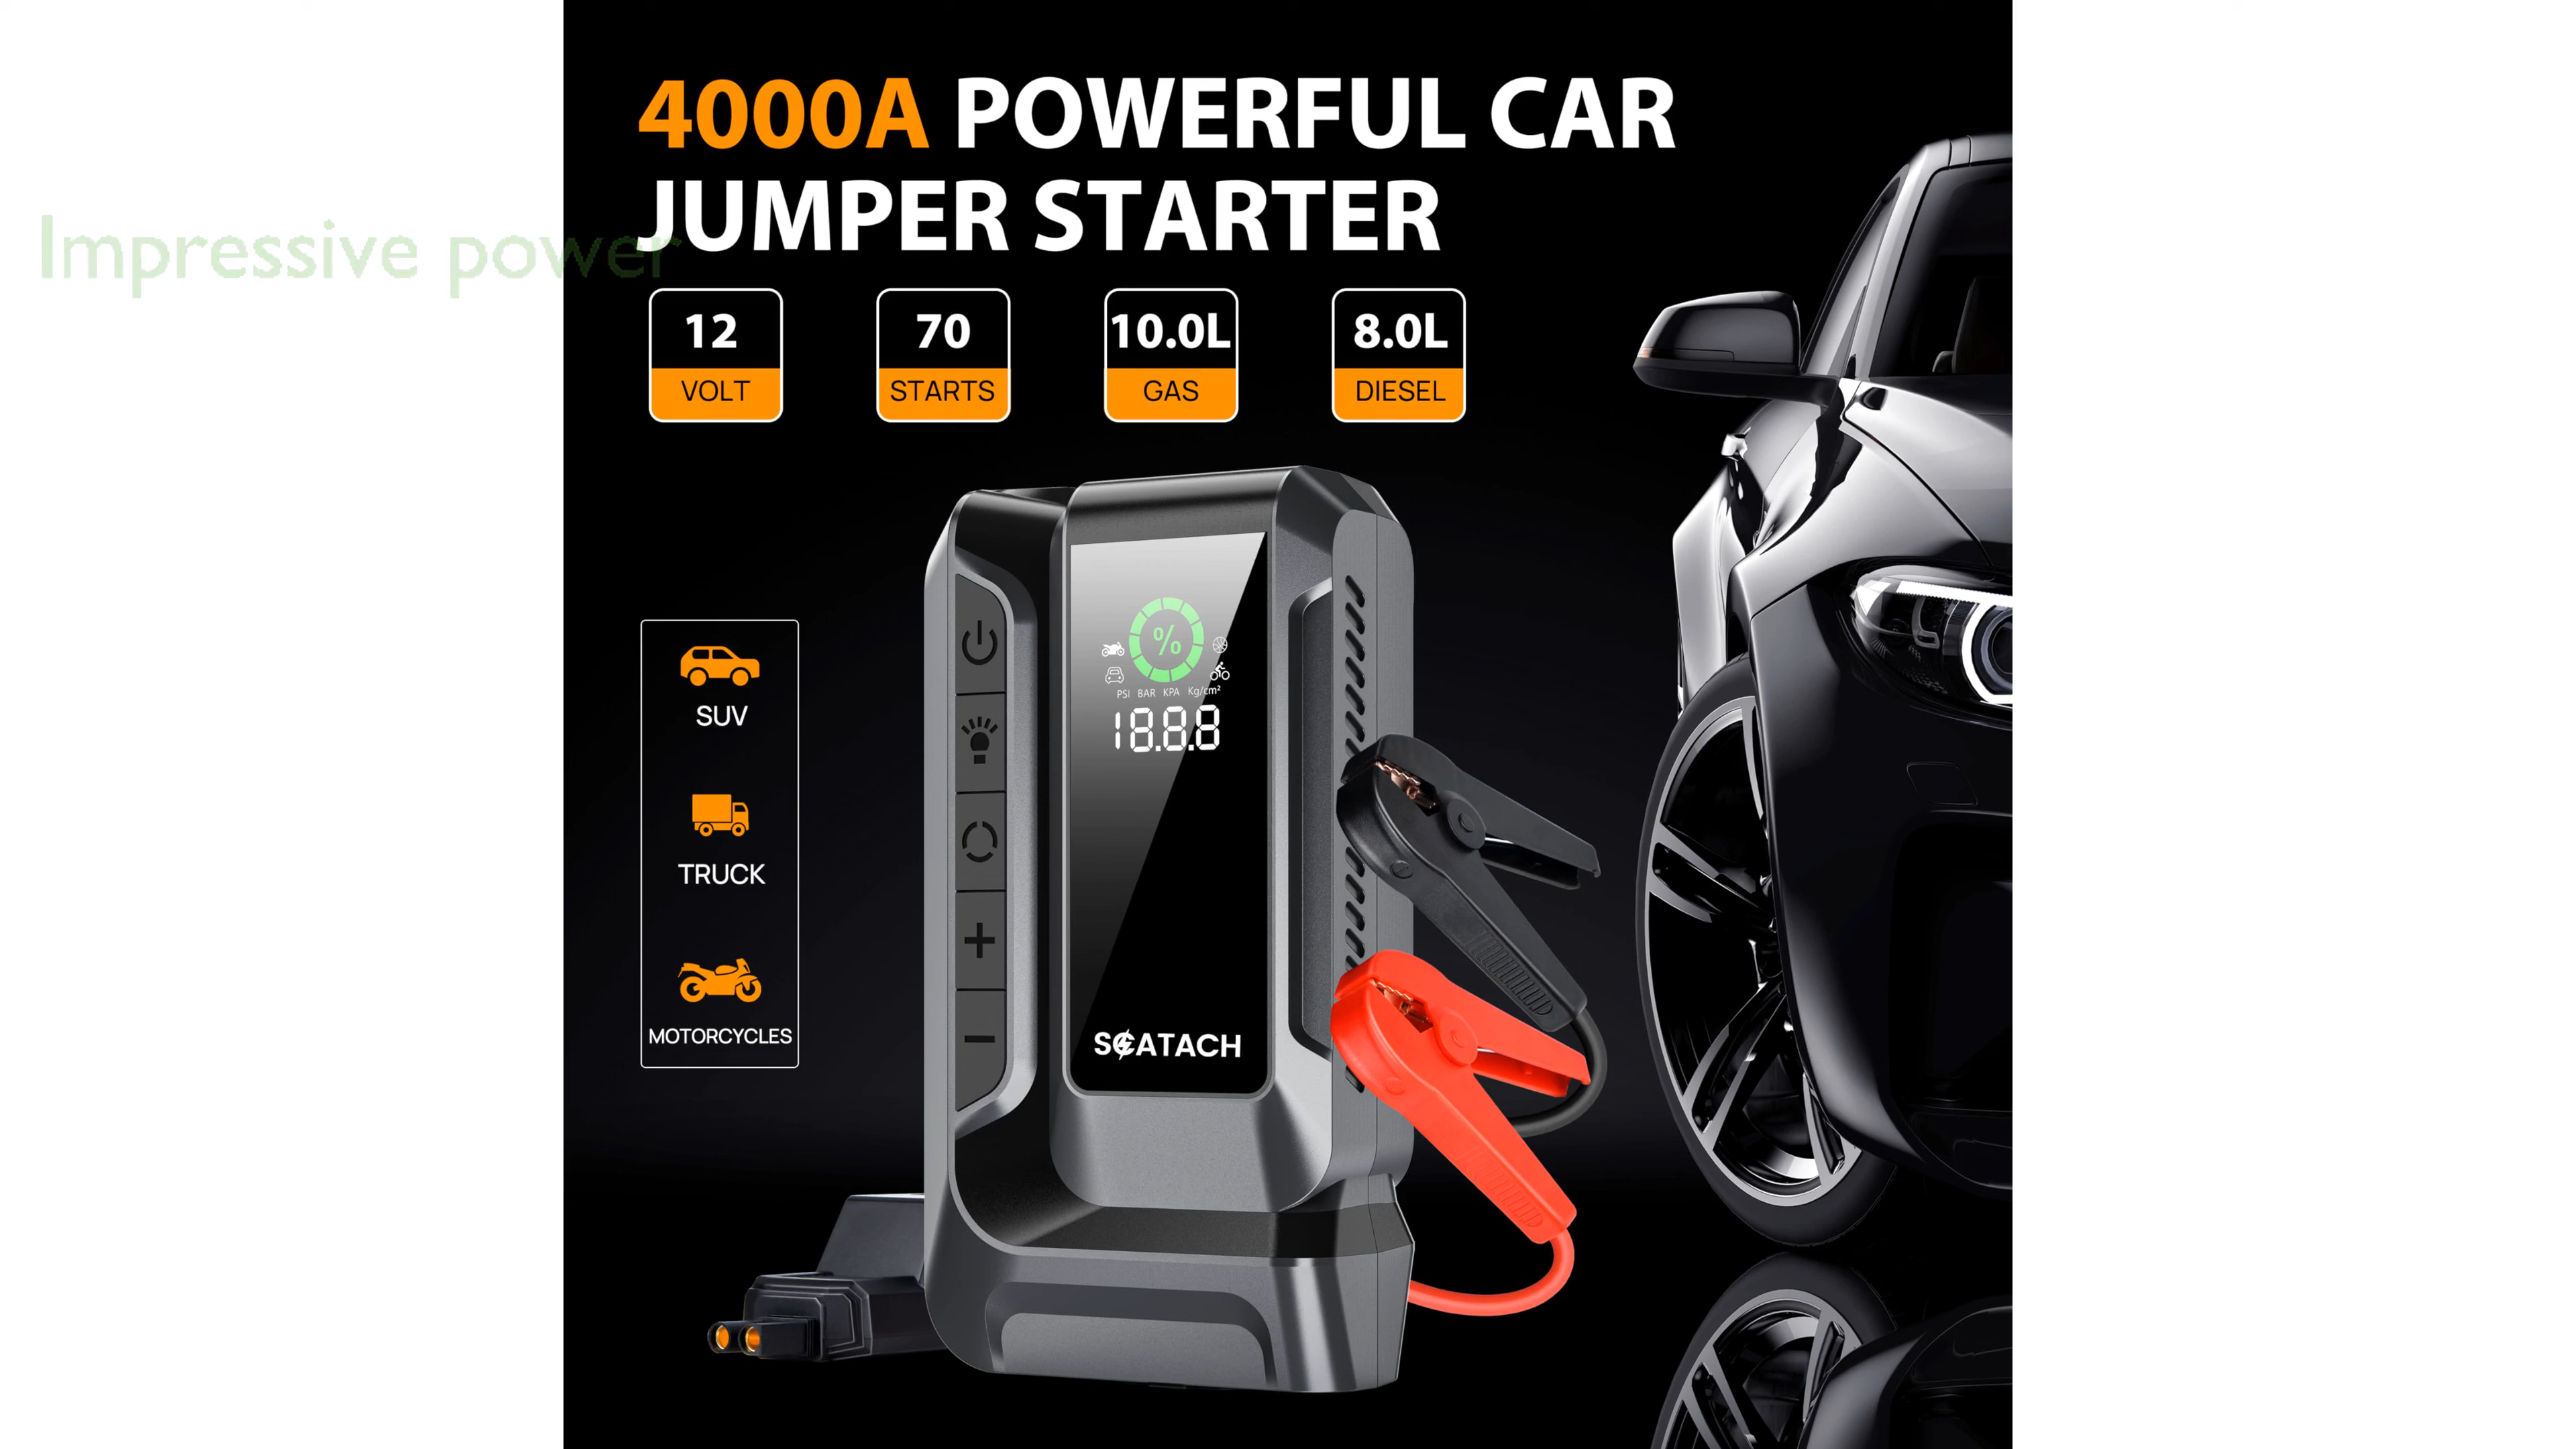 4000A POWERFUL CAR
JUMPER STARTER
Impressive power
12
VOLT
70
STARTS
10.0L
GAS
8.0L
DIESEL
SUV
TRUCK
MOTORCYCLES
%
PSI BAR KPA Kg/cm²
18.8.8
SCATACH